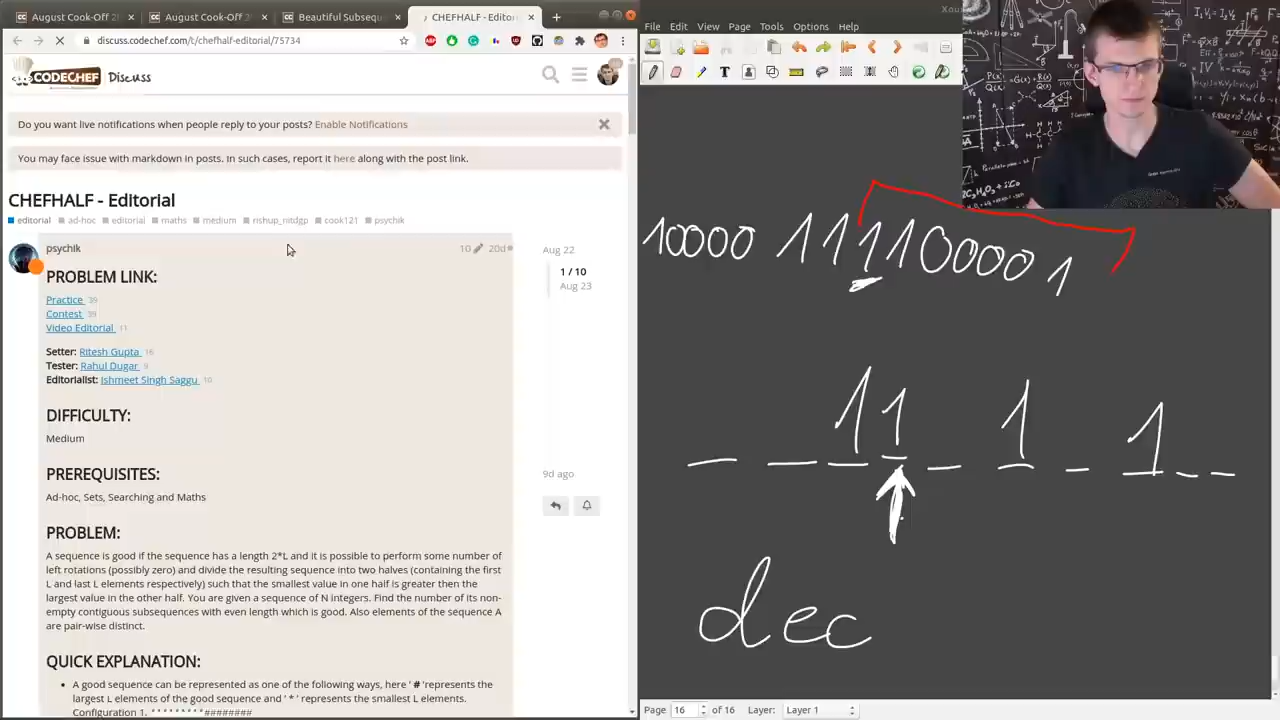 August Cook-Off 2
August Cook-Off 2
Beautiful Subsequ
CHEFHALF - Editor
discuss.codechef.com/t/chefhalf-editorial/75734
CODECHEF Discuss
Do you want live notifications when people reply to your posts? Enable Notifications
You may face issue with markdown in posts. In such cases, report it here along with the post link.
CHEFHALF - Editorial
editorial ad-hoc editorial maths medium rishup_nitdgp cook121 psychik
psychik 10 20d
PROBLEM LINK:
Practice 39
Contest 39
Video Editorial 11
Setter: Ritesh Gupta 16
Tester: Rahul Dugar 9
Editorialist: Ishmeet Singh Saggu 10
DIFFICULTY:
Medium
PREREQUISITES:
Ad-hoc, Sets, Searching and Maths
PROBLEM:
A sequence is good if the sequence has a length 2*L and it is possible to perform some number of
left rotations (possibly zero) and divide the resulting sequence into two halves (containing the first
L and last L elements respectively) such that the smallest value in one half is greater then the
largest value in the other half. You are given a sequence of N integers. Find the number of its non-
empty contiguous subsequences with even length which is good. Also elements of the sequence A
are pair-wise distinct.
QUICK EXPLANATION:
A good sequence can be represented as one of the following ways, here ' # 'represents the
largest L elements of the good sequence and ' * ' represents the smallest L elements.
Configuration 1. ********########
Aug 22
1 / 10
Aug 23
9d ago
File Edit View Page Tools Options Help
10000 11110000 1
1 1 1 1
dec
Page 16 of 16 Layer: Layer 1